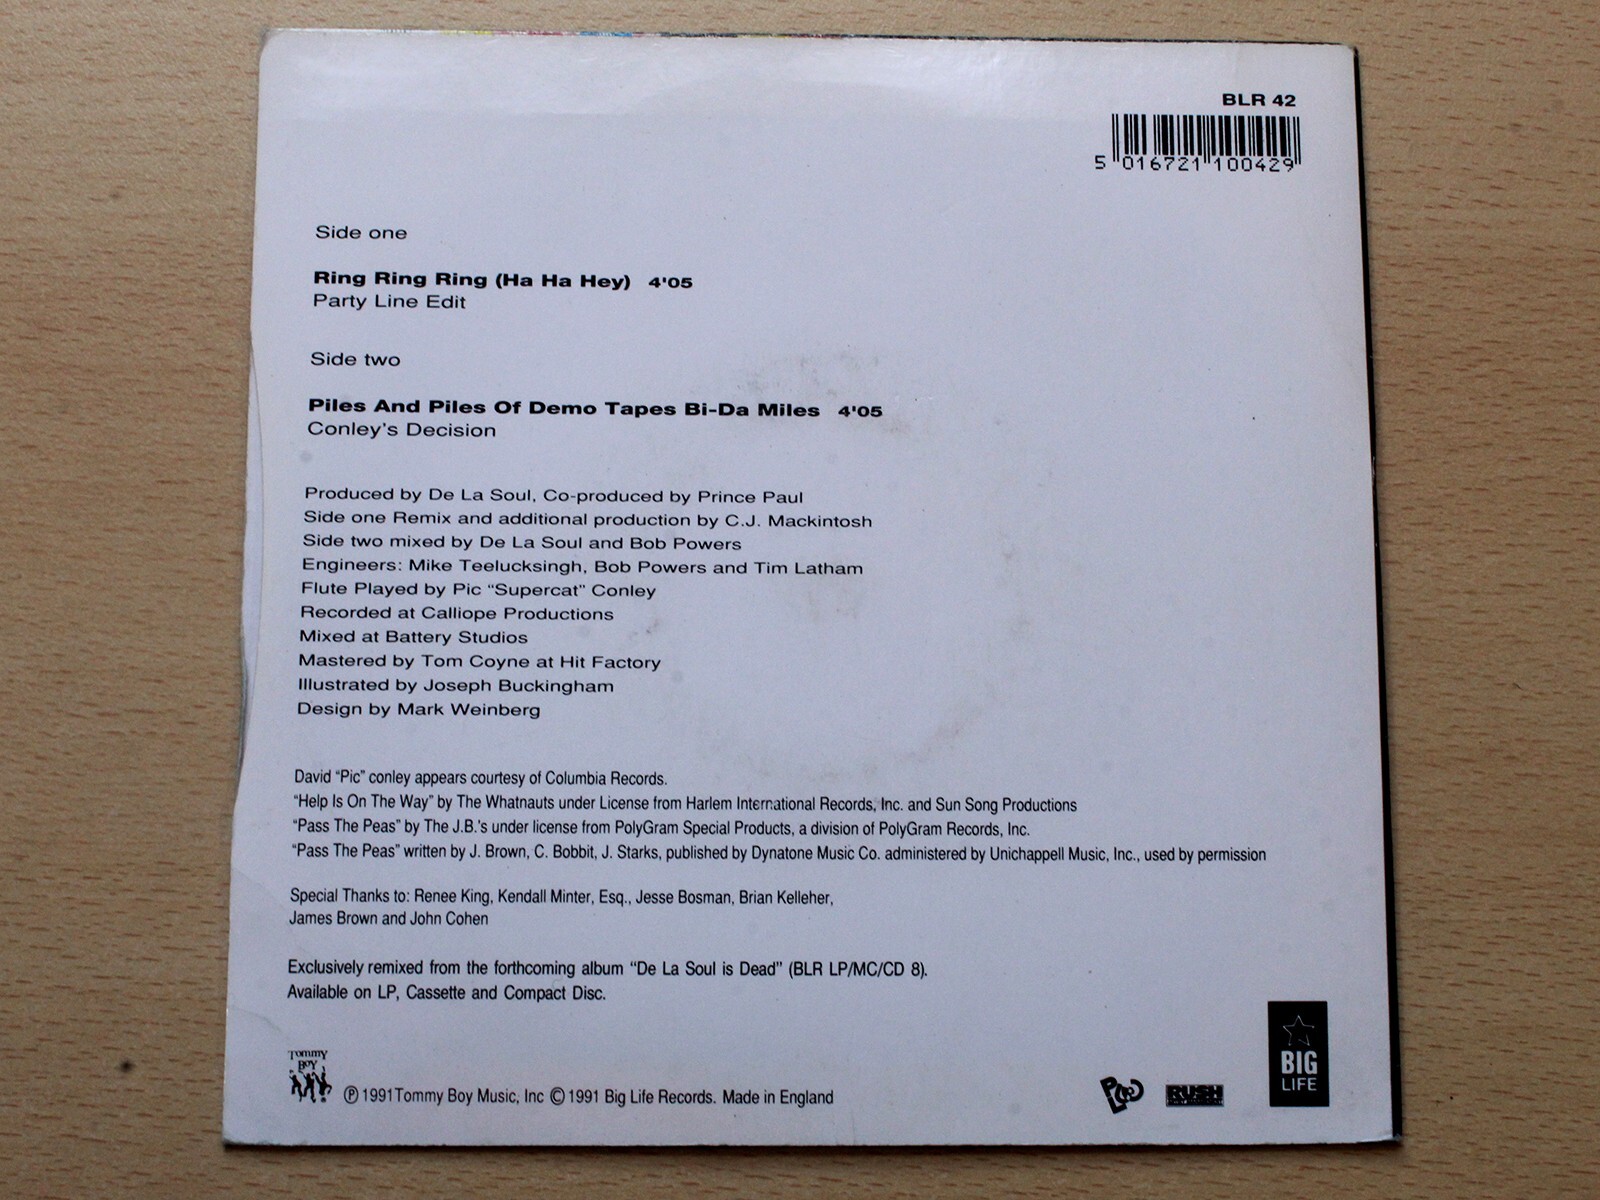 BLR 42
5 016721 100429
Side one
Ring Ring Ring (Ha Ha Hey) 4'05
Party Line Edit
Side two
Piles And Piles Of Demo Tapes Bi-Da Miles 4'05
Conley's Decision
Produced by De La Soul, Co-produced by Prince Paul
Side one Remix and additional production by C.J. Mackintosh
Side two mixed by De La Soul and Bob Powers
Engineers: Mike Teelucksingh, Bob Powers and Tim Latham
Flute Played by Pic “Supercat” Conley
Recorded at Calliope Productions
Mixed at Battery Studios
Mastered by Tom Coyne at Hit Factory
Illustrated by Joseph Buckingham
Design by Mark Weinberg
David “Pic” conley appears courtesy of Columbia Records.
“Help Is On The Way” by The Whatnauts under License from Harlem International Records, Inc. and Sun Song Productions
“Pass The Peas” by The J.B.'s under license from PolyGram Special Products, a division of PolyGram Records, Inc.
“Pass The Peas” written by J. Brown, C. Bobbit, J. Starks, published by Dynatone Music Co. administered by Unichappell Music, Inc., used by permission
Special Thanks to: Renee King, Kendall Minter, Esq., Jesse Bosman, Brian Kelleher,
James Brown and John Cohen
Exclusively remixed from the forthcoming album “De La Soul is Dead” (BLR LP/MC/CD 8).
Available on LP, Cassette and Compact Disc.
Tommy
Boy
Ⓟ 1991 Tommy Boy Music, Inc © 1991 Big Life Records. Made in England
RUSH
BIG
LIFE